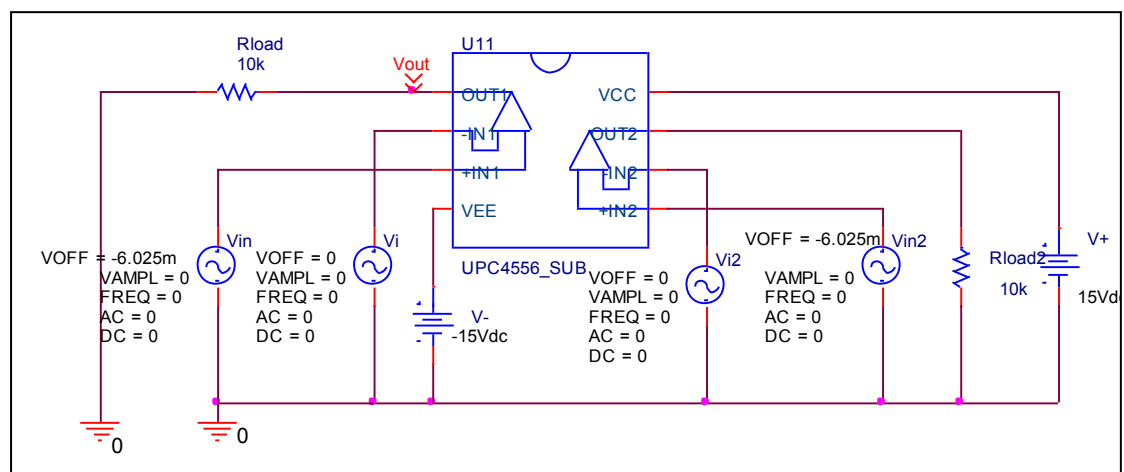 Rload
10k
Vout
U11
OUT1
-IN1
+IN1
VEE
VCC
OUT2
-IN2
+IN2
UPC4556_SUB
Vin
VOFF = -6.025m
VAMPL = 0
FREQ = 0
AC = 0
DC = 0
Vi
VOFF = 0
VAMPL = 0
FREQ = 0
AC = 0
DC = 0
V-
-15Vdc
Vi2
VOFF = 0
VAMPL = 0
FREQ = 0
AC = 0
DC = 0
Vin2
VOFF = -6.025m
VAMPL = 0
FREQ = 0
AC = 0
DC = 0
Rload2
10k
V+
15Vdc
0
0